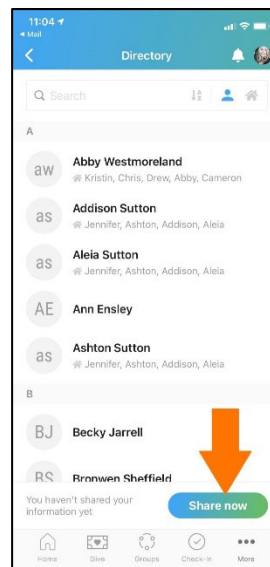 11:04
◀ Mail
Directory
Search
A
aw
Abby Westmoreland
Kristin, Chris, Drew, Abby, Cameron
as
Addison Sutton
Jennifer, Ashton, Addison, Aleia
as
Aleia Sutton
Jennifer, Ashton, Addison, Aleia
AE
Ann Ensley
as
Ashton Sutton
Jennifer, Ashton, Addison, Aleia
B
BJ
Becky Jarrell
BS
Bronwen Sheffield
You haven't shared your
information yet
Share now
Home Give Groups Check-In More